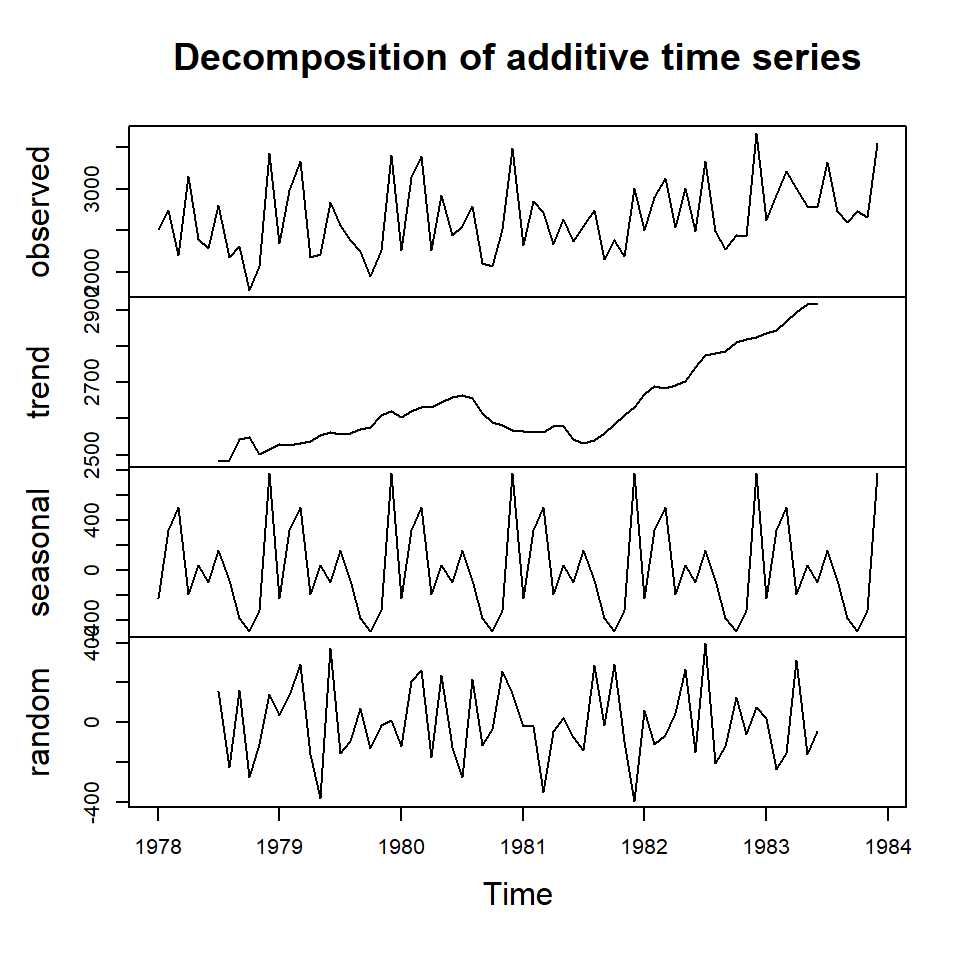 Decomposition of additive time series
observed
3000
2000
trend
2900
2700
2500
seasonal
400
0
-400
random
400
0
-400
1978 1979 1980 1981 1982 1983 1984
Time